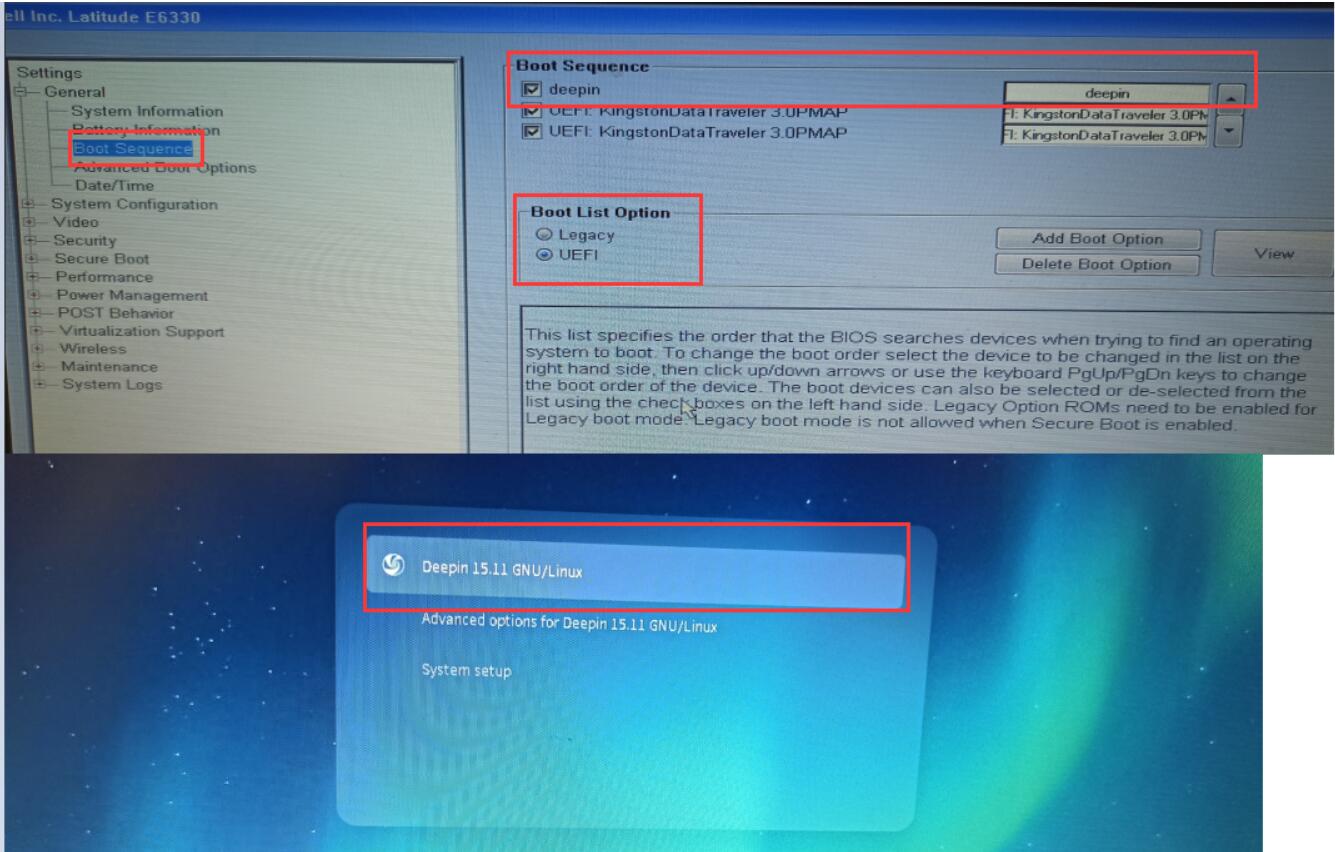 ell Inc. Latitude E6330
Settings
General
System Information
Battery Information
Boot Sequence
Advanced Boot Options
Date/Time
System Configuration
Video
Security
Secure Boot
Performance
Power Management
POST Behavior
Virtualization Support
Wireless
Maintenance
System Logs
Boot Sequence
deepin
deepin
UEFI: KingstonDataTraveler 3.0PMAP
FI: KingstonDataTraveler 3.0PM
UEFI: KingstonDataTraveler 3.0PMAP
FI: KingstonDataTraveler 3.0PM
Boot List Option
Legacy
UEFI
Add Boot Option
Delete Boot Option
View
This list specifies the order that the BIOS searches devices when trying to find an operating
system to boot. To change the boot order select the device to be changed in the list on the
right hand side, then click up/down arrows or use the keyboard PgUp/PgDn keys to change
the boot order of the device. The boot devices can also be selected or de-selected from the
list using the check boxes on the left hand side. Legacy Option ROMs need to be enabled for
Legacy boot mode. Legacy boot mode is not allowed when Secure Boot is enabled.
Deepin 15.11 GNU/Linux
Advanced options for Deepin 15.11 GNU/Linux
System setup